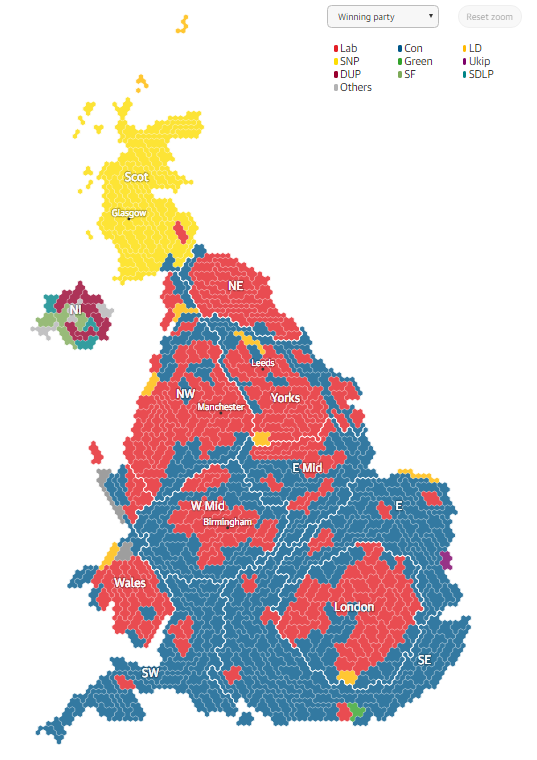 Winning party
Reset zoom
Lab Con LD
SNP Green Ukip
DUP SF SDLP
Others
Scot
Glasgow
NE
NI
Leeds
NW
Yorks
Manchester
E Mid
W Mid
E
Birmingham
Wales
London
SE
SW